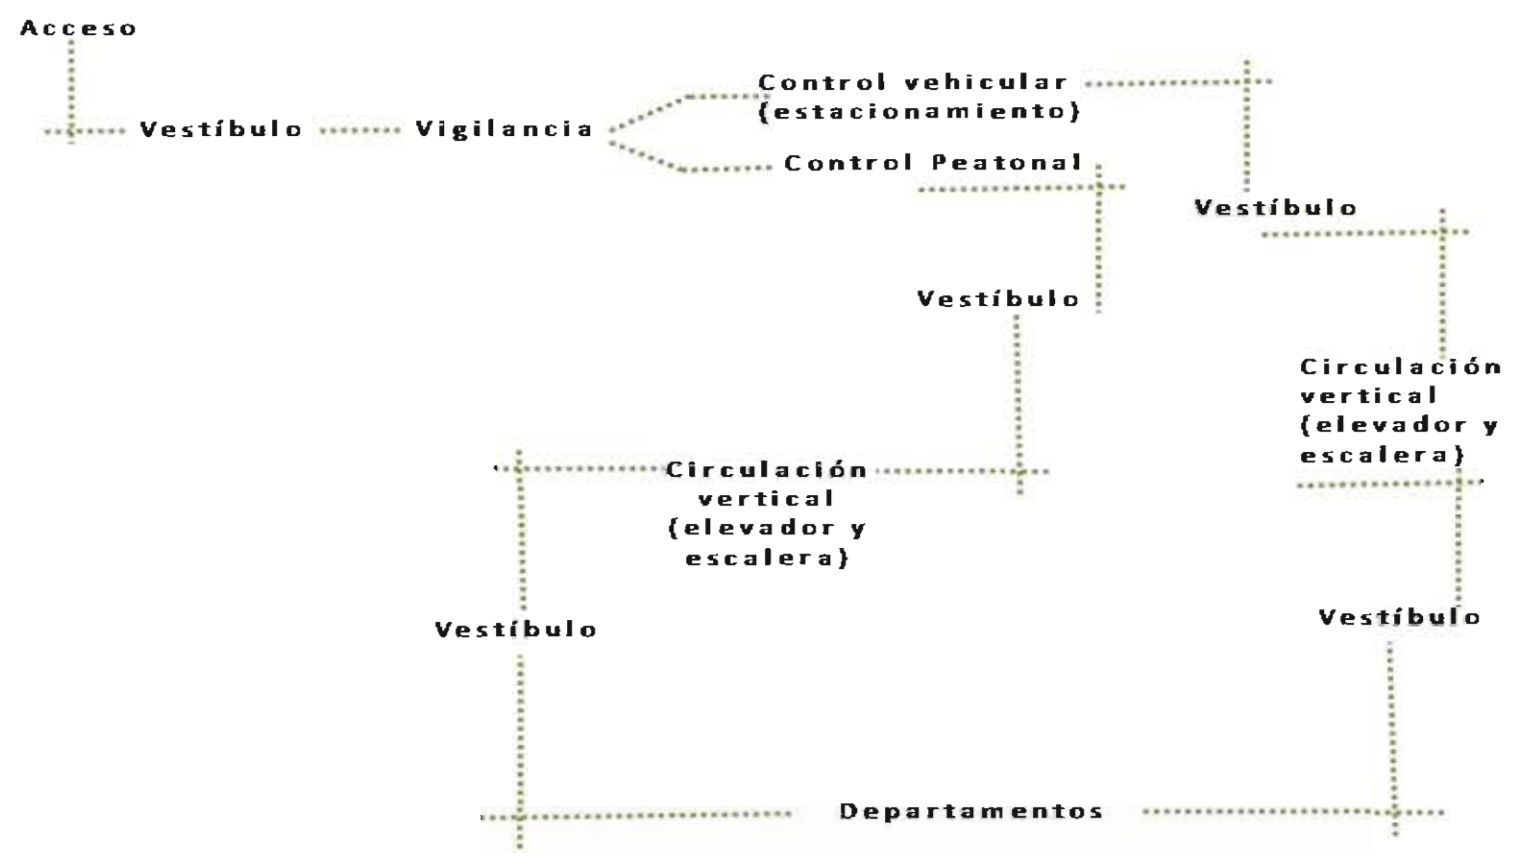 Acceso
Vestíbulo
Vigilancia
Control vehicular
(estacionamiento)
Control Peatonal
Vestíbulo
Vestíbulo
Circulación
vertical
(elevador y
escalera)
Circulación
vertical
(elevador y
escalera)
Vestíbulo
Vestíbulo
Departamentos